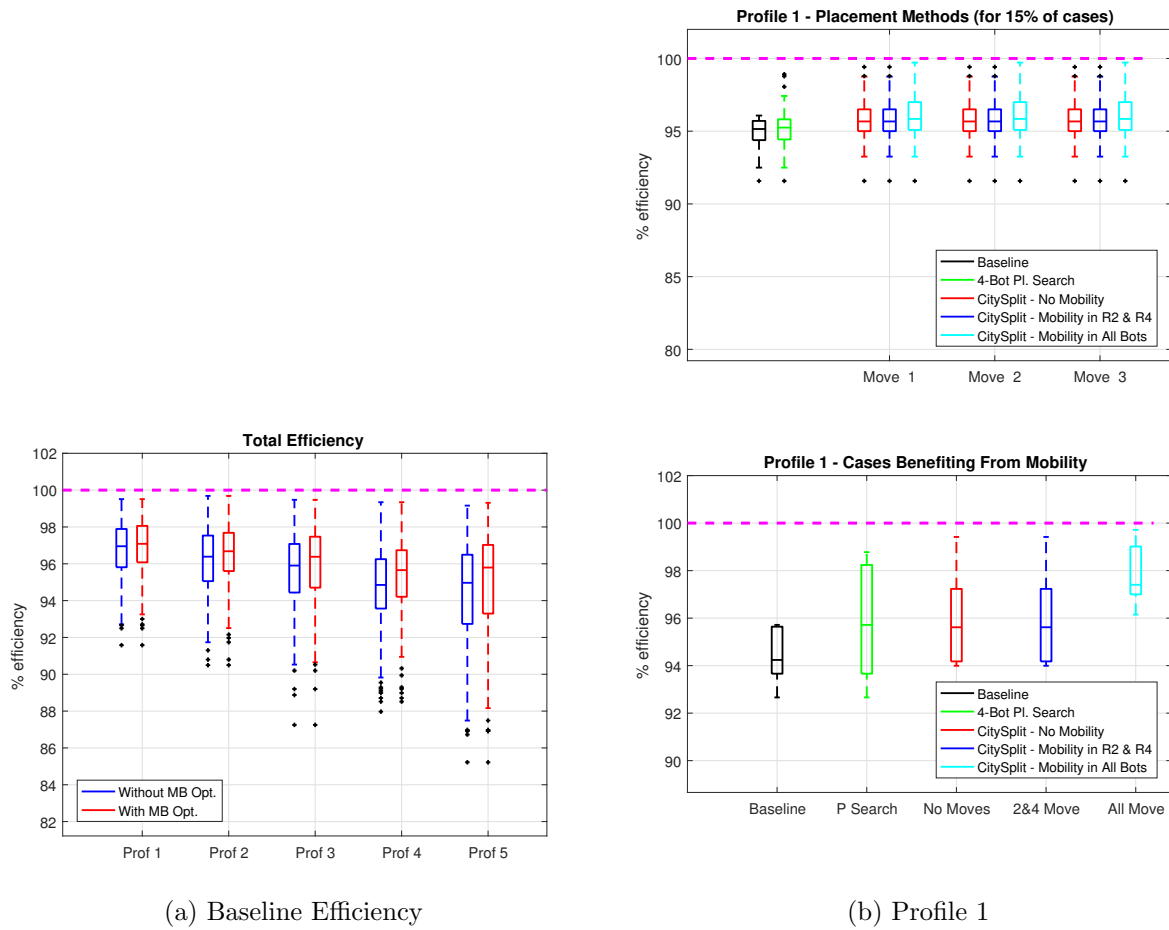 Profile 1 - Placement Methods (for 15% of cases)
100
95
90
85
80
% efficiency
Baseline
4-Bot Pl. Search
CitySplit - No Mobility
CitySplit - Mobility in R2 & R4
CitySplit - Mobility in All Bots
Move 1 Move 2 Move 3
Total Efficiency
102
100
98
96
94
92
90
88
86
84
82
% efficiency
Without MB Opt.
With MB Opt.
Prof 1 Prof 2 Prof 3 Prof 4 Prof 5
(a) Baseline Efficiency
Profile 1 - Cases Benefiting From Mobility
102
100
98
96
94
92
90
% efficiency
Baseline
4-Bot Pl. Search
CitySplit - No Mobility
CitySplit - Mobility in R2 & R4
CitySplit - Mobility in All Bots
Baseline P Search No Moves 2&4 Move All Move
(b) Profile 1